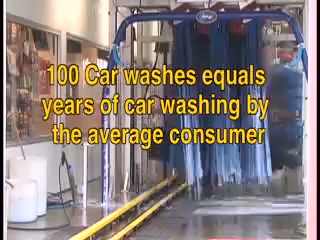 100 Car washes equals
years of car washing by
the average consumer